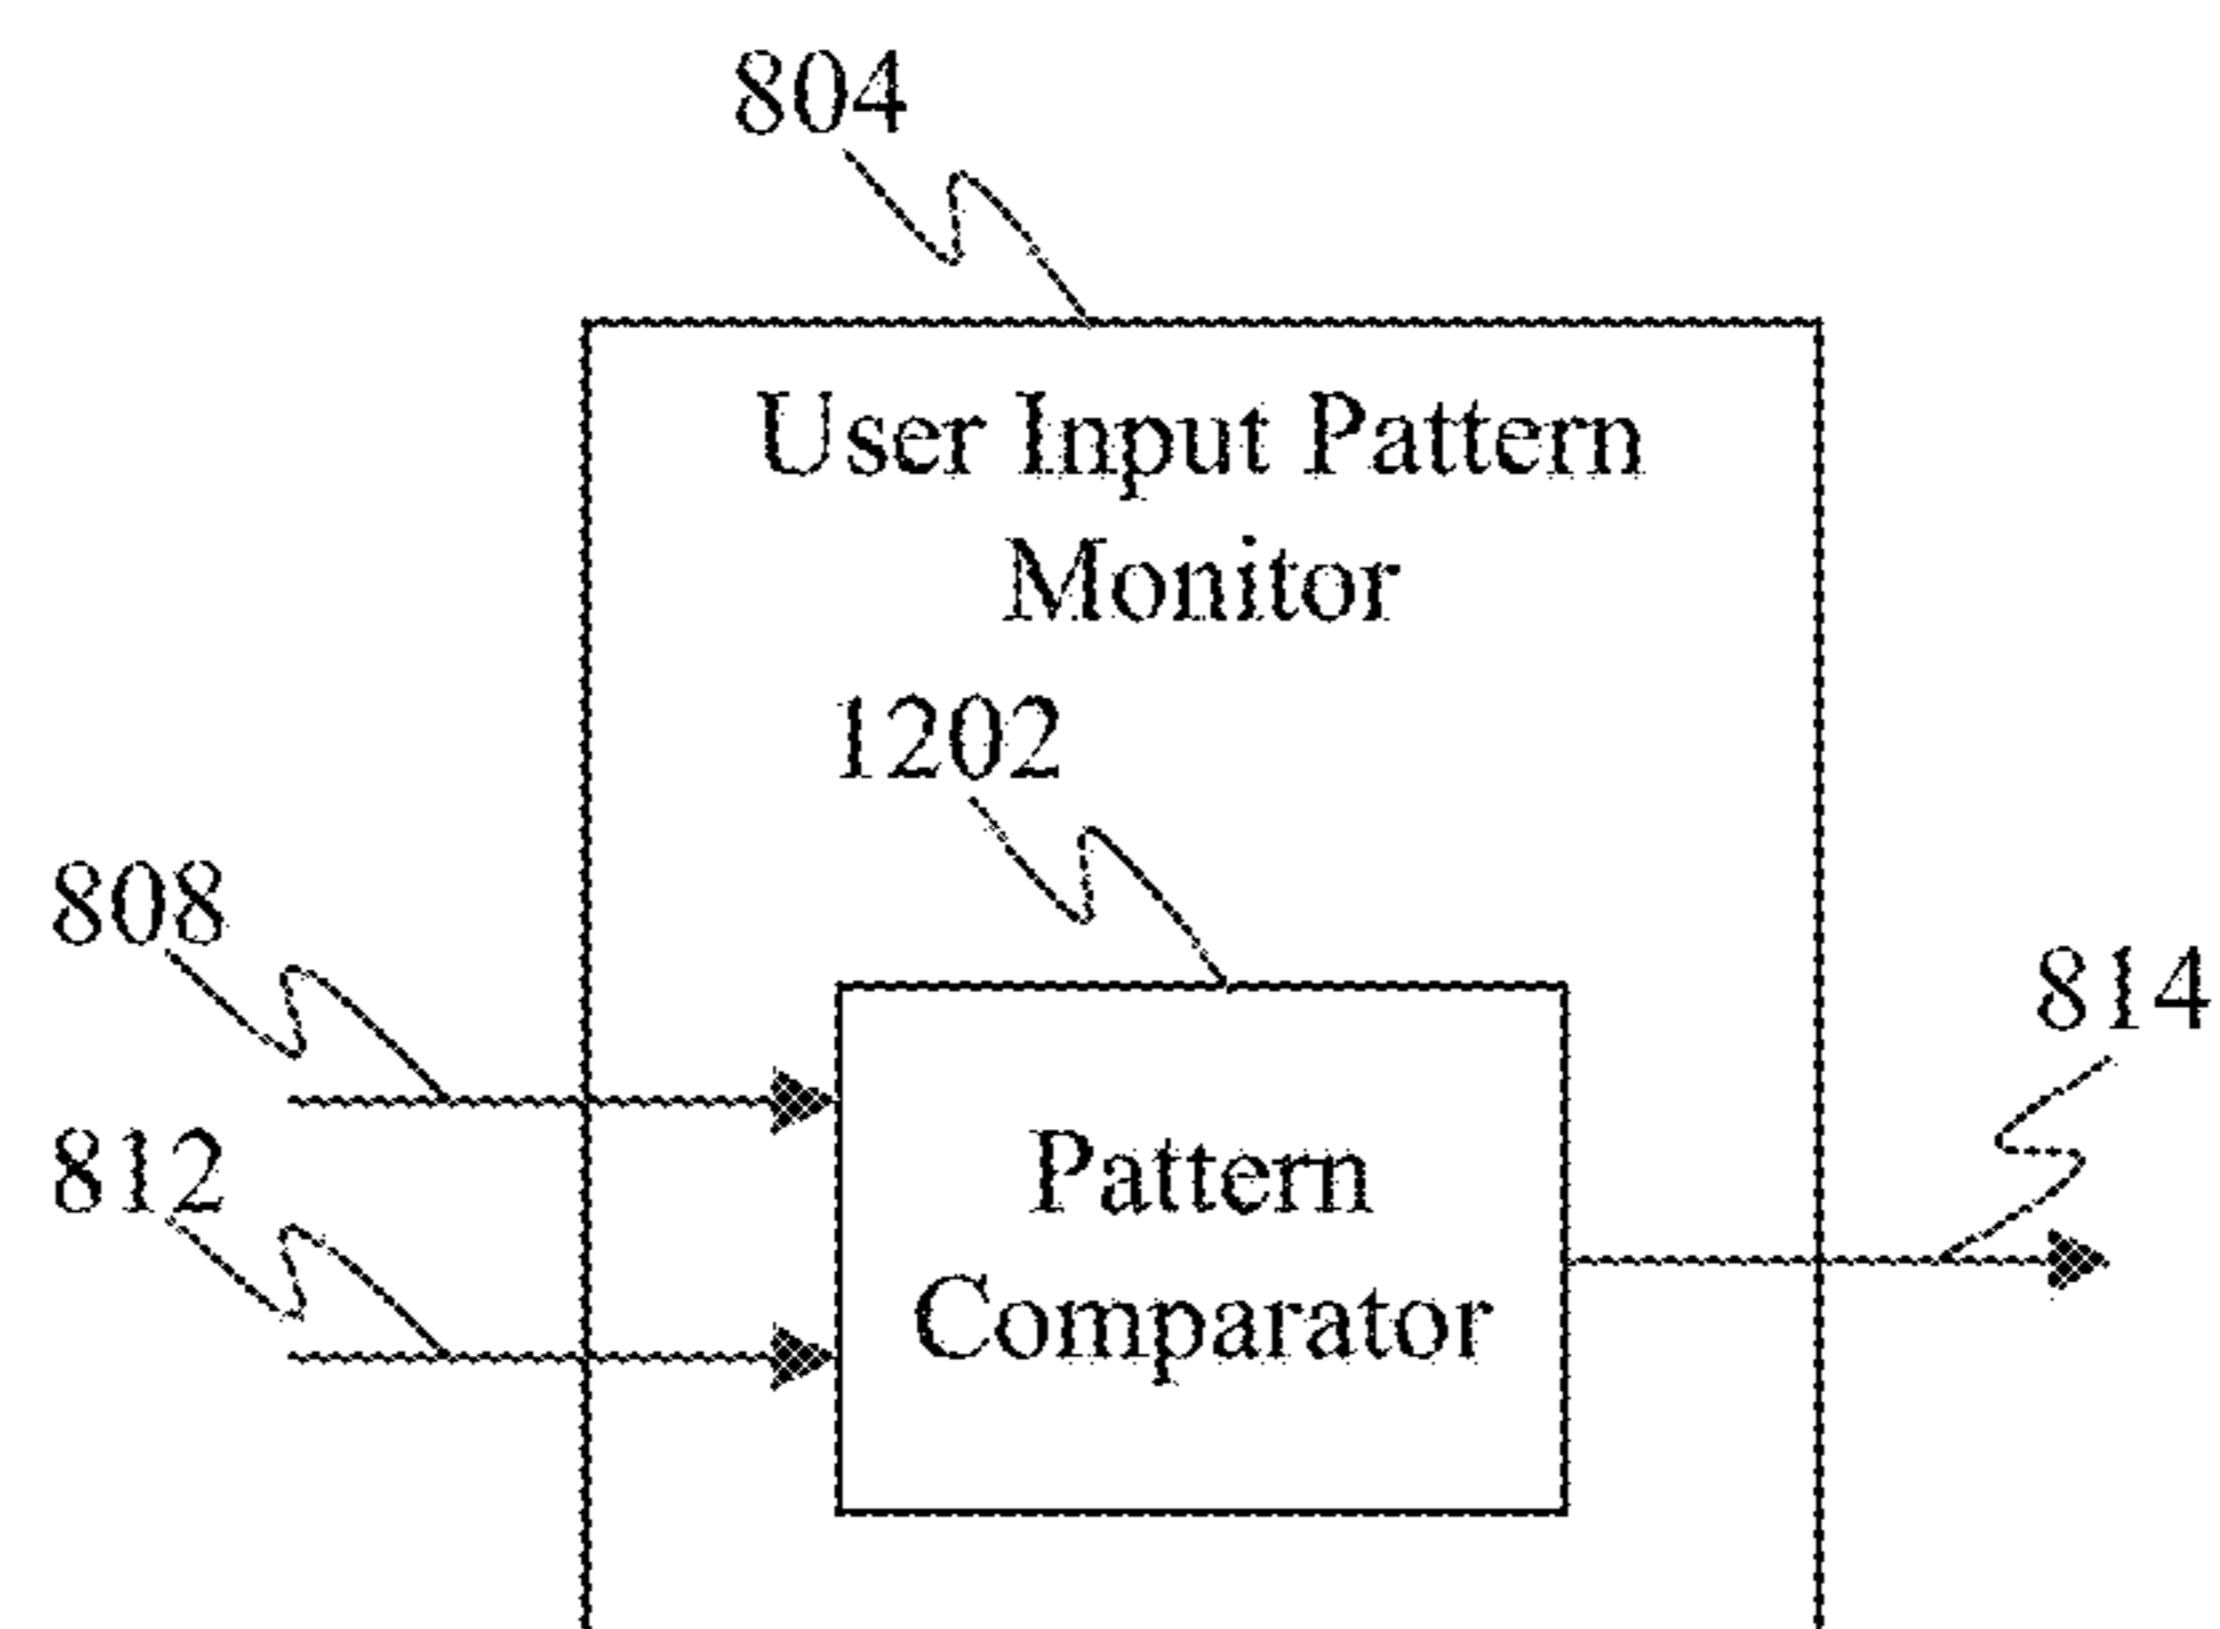 804
User Input Pattern
Monitor
1202
808
814
812
Pattern
Comparator